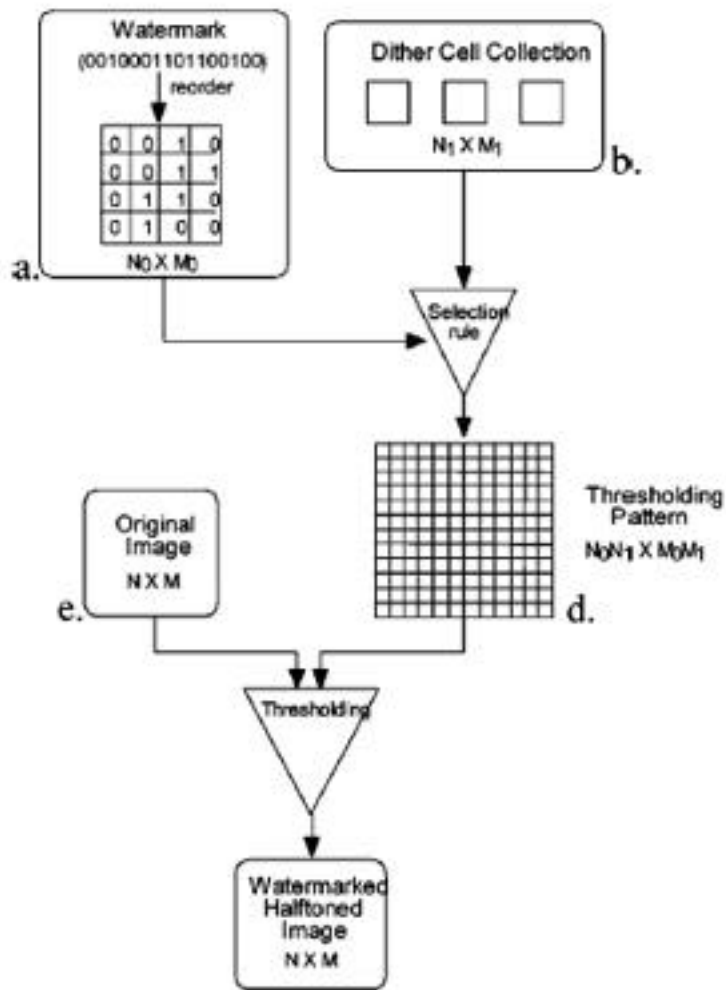 Watermark
(0010001101100100)
reorder
0 0 1 0
0 0 1 1
0 1 1 0
0 1 0 0
N0 X M0
a.
Dither Cell Collection
N1 X M1
b.
Selection
rule
Thresholding
Pattern
N0N1 X M0M1
d.
Original
Image
N X M
e.
Thresholding
Watermarked
Halftoned
Image
N X M